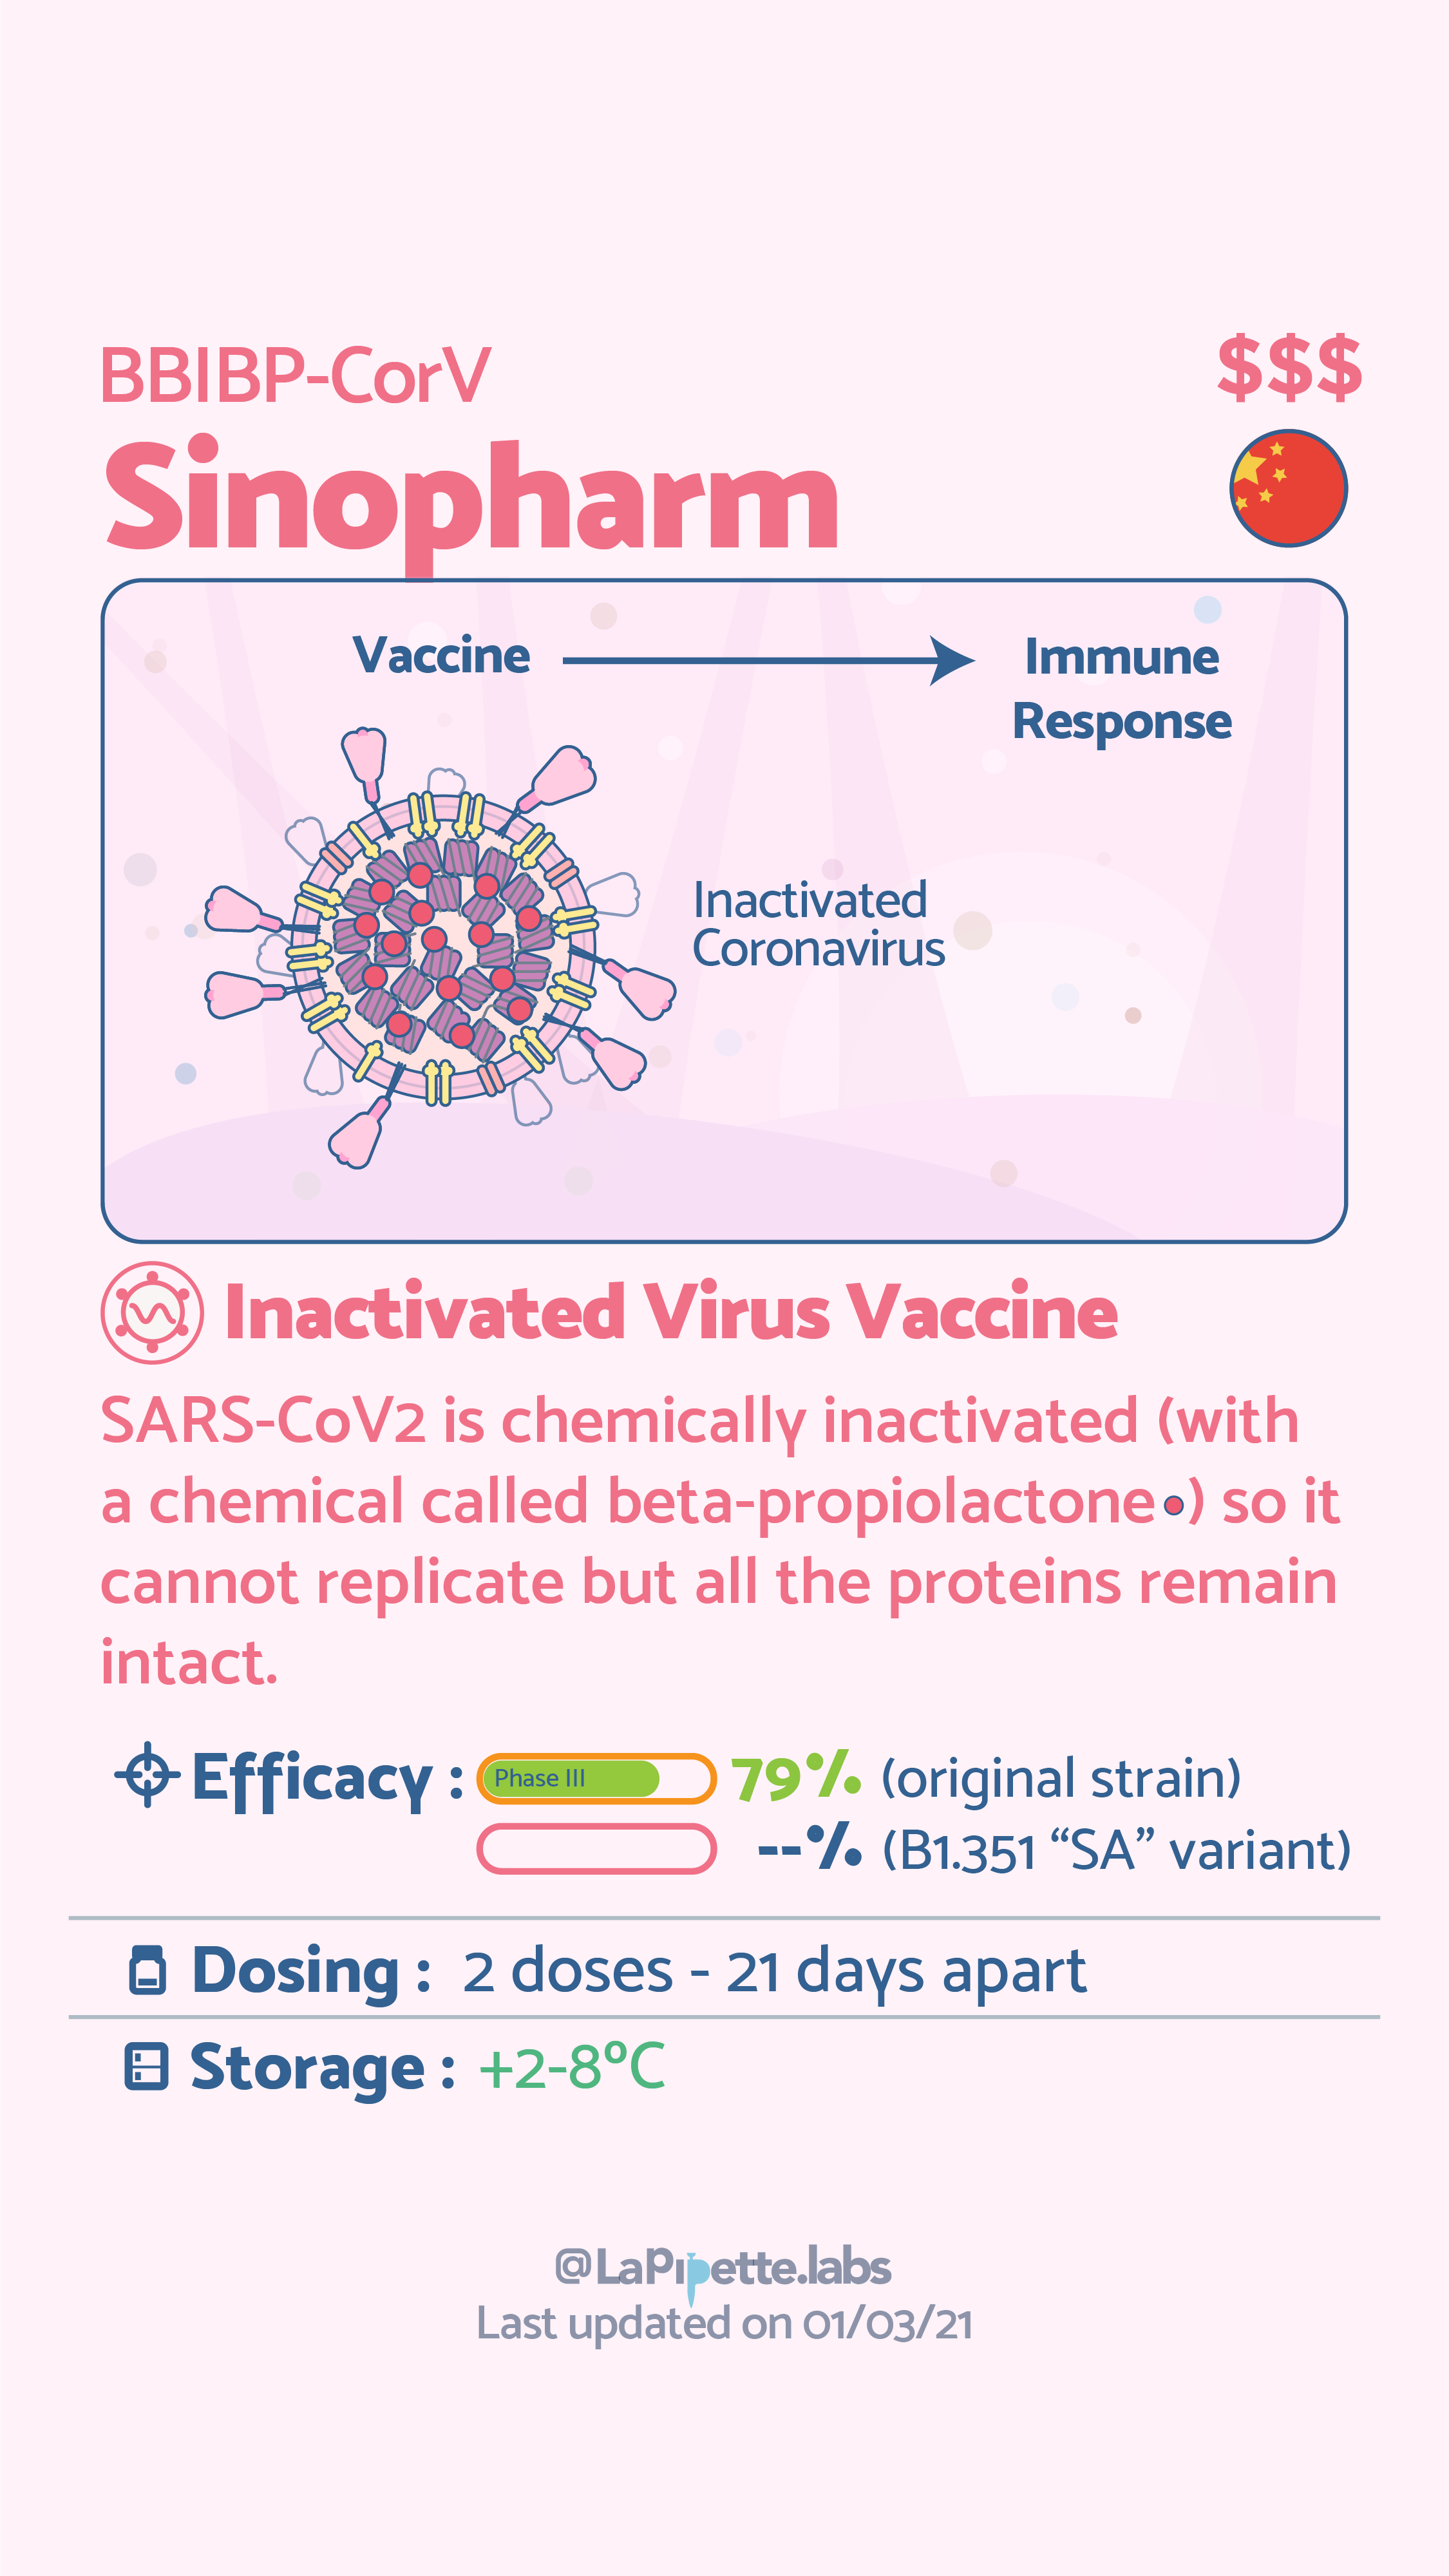 BBIBP-CorV
$$$
Sinopharm
Vaccine
Immune
Response
Inactivated
Coronavirus
Inactivated Virus Vaccine
SARS-CoV2 is chemically inactivated (with
a chemical called beta-propiolactone ) so it
cannot replicate but all the proteins remain
intact.
Efficacy : Phase III 79% (original strain)
--% (B1.351 “SA” variant)
Dosing : 2 doses - 21 days apart
Storage : +2-8ºC
@LaPipette.labs
Last updated on 01/03/21